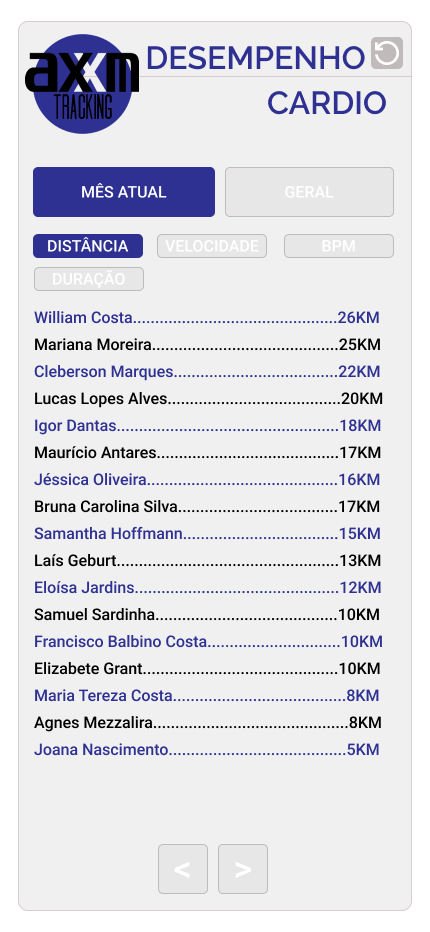 axxm
TRACKING
DESEMPENHO
CARDIO
MÊS ATUAL
GERAL
DISTÂNCIA
VELOCIDADE
BPM
DURAÇÃO
William Costa.......................................26KM
Mariana Moreira...................................25KM
Cleberson Marques...............................22KM
Lucas Lopes Alves.................................20KM
Igor Dantas..........................................18KM
Maurício Antares..................................17KM
Jéssica Oliveira....................................16KM
Bruna Carolina Silva..............................17KM
Samantha Hoffmann.............................15KM
Laís Geburt..........................................13KM
Eloísa Jardins.......................................12KM
Samuel Sardinha..................................10KM
Francisco Balbino Costa.........................10KM
Elizabete Grant....................................10KM
Maria Tereza Costa................................8KM
Agnes Mezzalira....................................8KM
Joana Nascimento.................................5KM
<
>